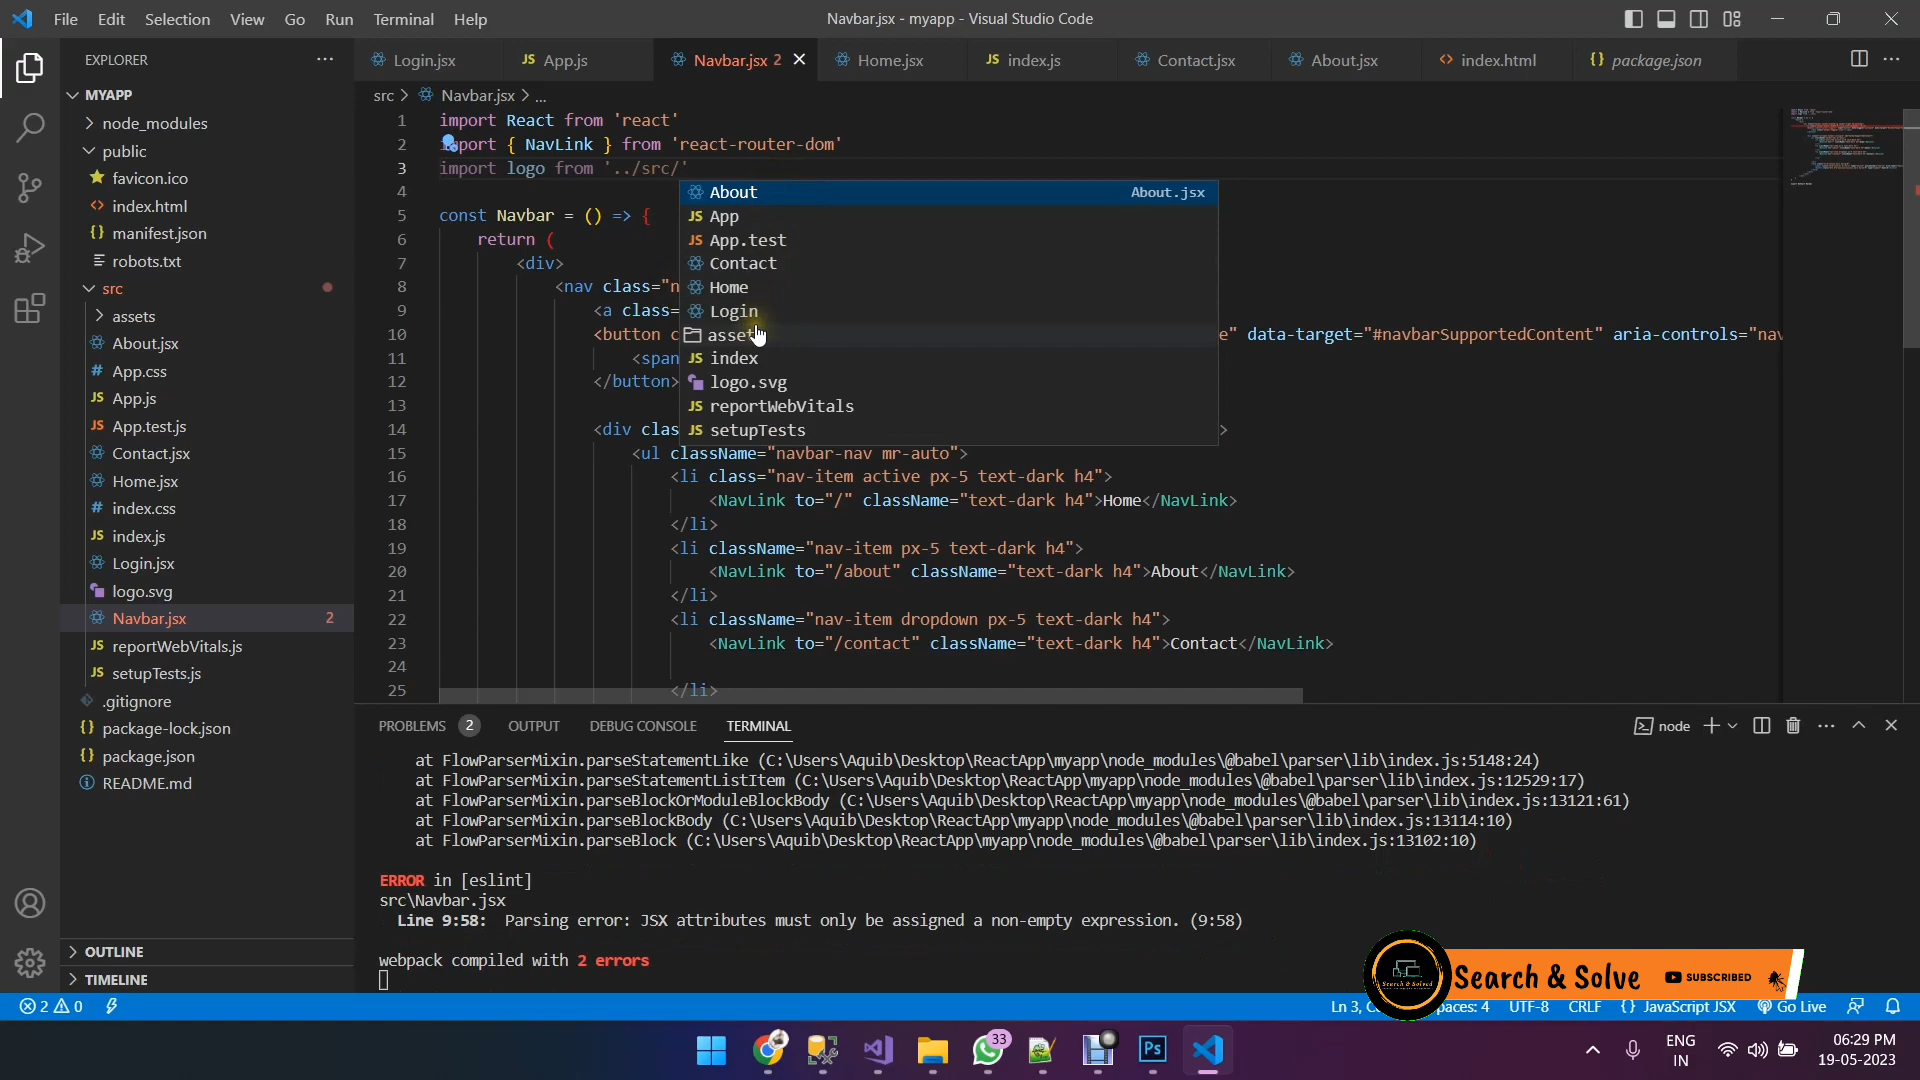 File Edit Selection View Go Run Terminal Help
Navbar.jsx - myapp - Visual Studio Code
EXPLORER
Login.jsx
JS App.js
Navbar.jsx 2
Home.jsx
JS index.js
Contact.jsx
About.jsx
<> index.html
{} package.json
MYAPP
node_modules
public
favicon.ico
<> index.html
{} manifest.json
robots.txt
src
assets
About.jsx
# App.css
JS App.js
JS App.test.js
Contact.jsx
Home.jsx
# index.css
JS index.js
Login.jsx
logo.svg
Navbar.jsx 2
JS reportWebVitals.js
JS setupTests.js
.gitignore
{} package-lock.json
{} package.json
README.md
OUTLINE
TIMELINE
src > Navbar.jsx > ...
1 import React from 'react'
2 import { NavLink } from 'react-router-dom'
3 import logo from '../src/'
4
5 const Navbar = () => {
6 return (
7 <div>
8 <nav class="n
9 <a class=
10 <button c e" data-target="#navbarSupportedContent" aria-controls="nav
11 <span
12 </button>
13
14 <div clas >
15 <ul className="navbar-nav mr-auto">
16 <li class="nav-item active px-5 text-dark h4">
17 <NavLink to="/" className="text-dark h4">Home</NavLink>
18 </li>
19 <li className="nav-item px-5 text-dark h4">
20 <NavLink to="/about" className="text-dark h4">About</NavLink>
21 </li>
22 <li className="nav-item dropdown px-5 text-dark h4">
23 <NavLink to="/contact" className="text-dark h4">Contact</NavLink>
24
25 </li>
About About.jsx
JS App
JS App.test
Contact
Home
Login
asset
JS index
logo.svg
JS reportWebVitals
JS setupTests
PROBLEMS 2 OUTPUT DEBUG CONSOLE TERMINAL
node
at FlowParserMixin.parseStatementLike (C:\Users\Aquib\Desktop\ReactApp\myapp\node_modules\@babel\parser\lib\index.js:5148:24)
at FlowParserMixin.parseStatementListItem (C:\Users\Aquib\Desktop\ReactApp\myapp\node_modules\@babel\parser\lib\index.js:12529:17)
at FlowParserMixin.parseBlockOrModuleBlockBody (C:\Users\Aquib\Desktop\ReactApp\myapp\node_modules\@babel\parser\lib\index.js:13121:61)
at FlowParserMixin.parseBlockBody (C:\Users\Aquib\Desktop\ReactApp\myapp\node_modules\@babel\parser\lib\index.js:13114:10)
at FlowParserMixin.parseBlock (C:\Users\Aquib\Desktop\ReactApp\myapp\node_modules\@babel\parser\lib\index.js:13102:10)
ERROR in [eslint]
src\Navbar.jsx
Line 9:58: Parsing error: JSX attributes must only be assigned a non-empty expression. (9:58)
webpack compiled with 2 errors
Search & Solved
Search & Solve SUBSCRIBED
2 0
Ln 3, C paces: 4 UTF-8 CRLF {} JavaScript JSX Go Live
33
Ps
ENG
IN
06:29 PM
19-05-2023